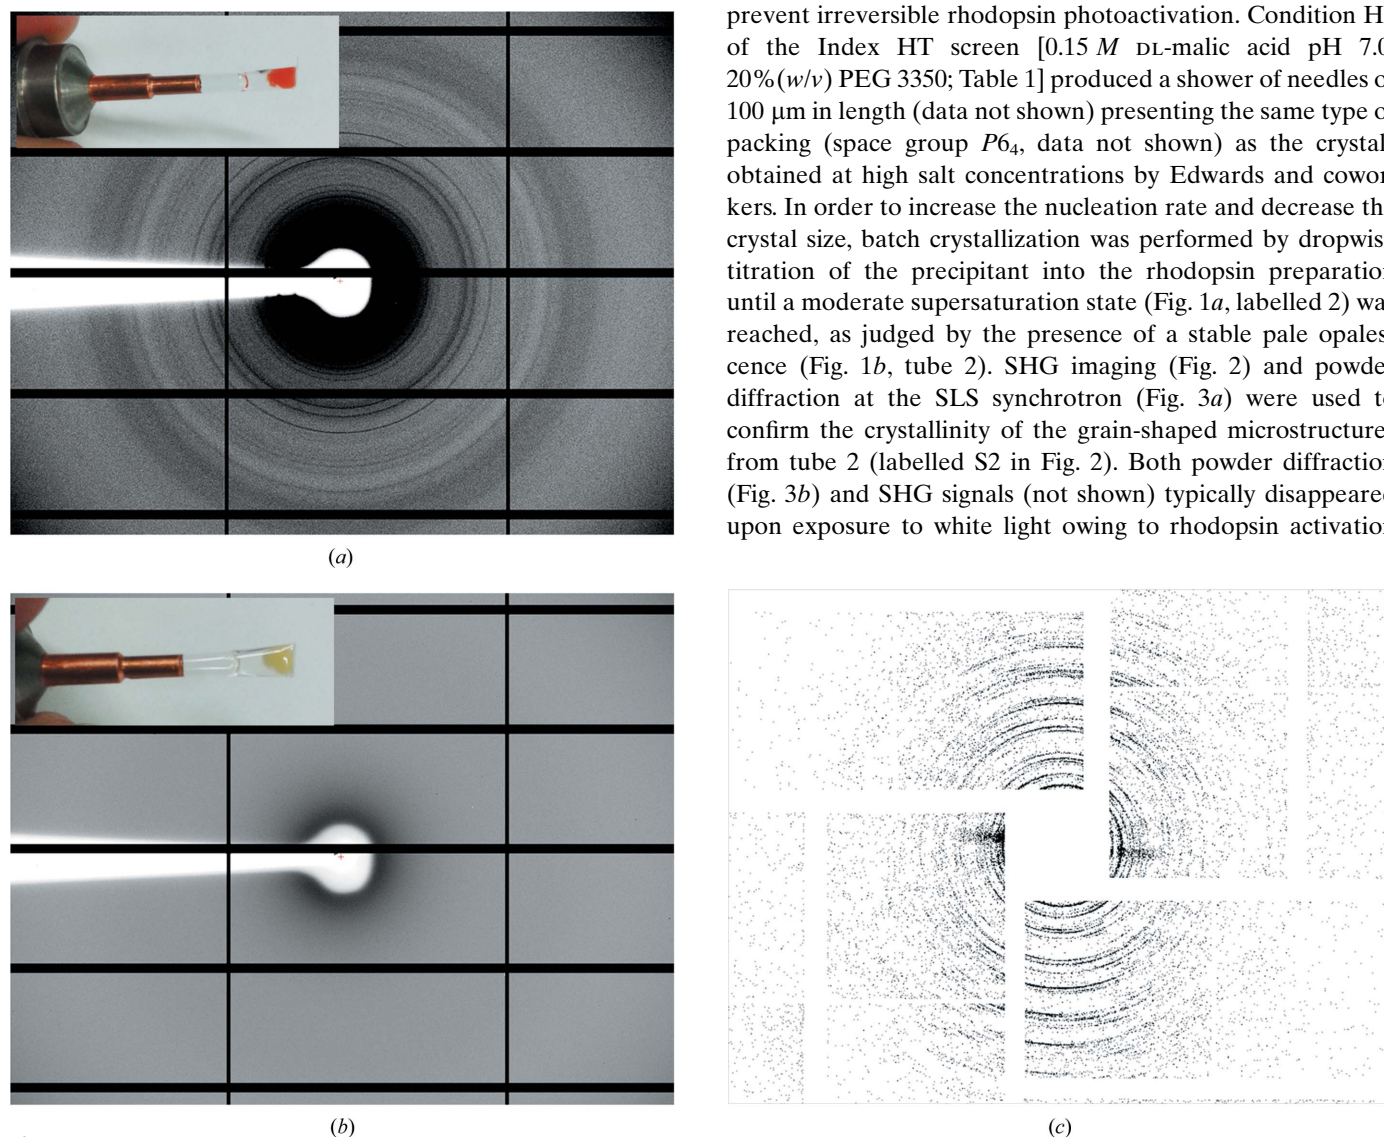 prevent irreversible rhodopsin photoactivation. Condition H
of the Index HT screen [0.15 M DL-malic acid pH 7.0
20%(w/v) PEG 3350; Table 1] produced a shower of needles o
100 μm in length (data not shown) presenting the same type o
packing (space group P6₄, data not shown) as the crystal
obtained at high salt concentrations by Edwards and cowor
kers. In order to increase the nucleation rate and decrease th
crystal size, batch crystallization was performed by dropwis
titration of the precipitant into the rhodopsin preparation
until a moderate supersaturation state (Fig. 1a, labelled 2) wa
reached, as judged by the presence of a stable pale opales
cence (Fig. 1b, tube 2). SHG imaging (Fig. 2) and powde
diffraction at the SLS synchrotron (Fig. 3a) were used to
confirm the crystallinity of the grain-shaped microstructure
from tube 2 (labelled S2 in Fig. 2). Both powder diffraction
(Fig. 3b) and SHG signals (not shown) typically disappeare
upon exposure to white light owing to rhodopsin activation
(a)
(b)
(c)